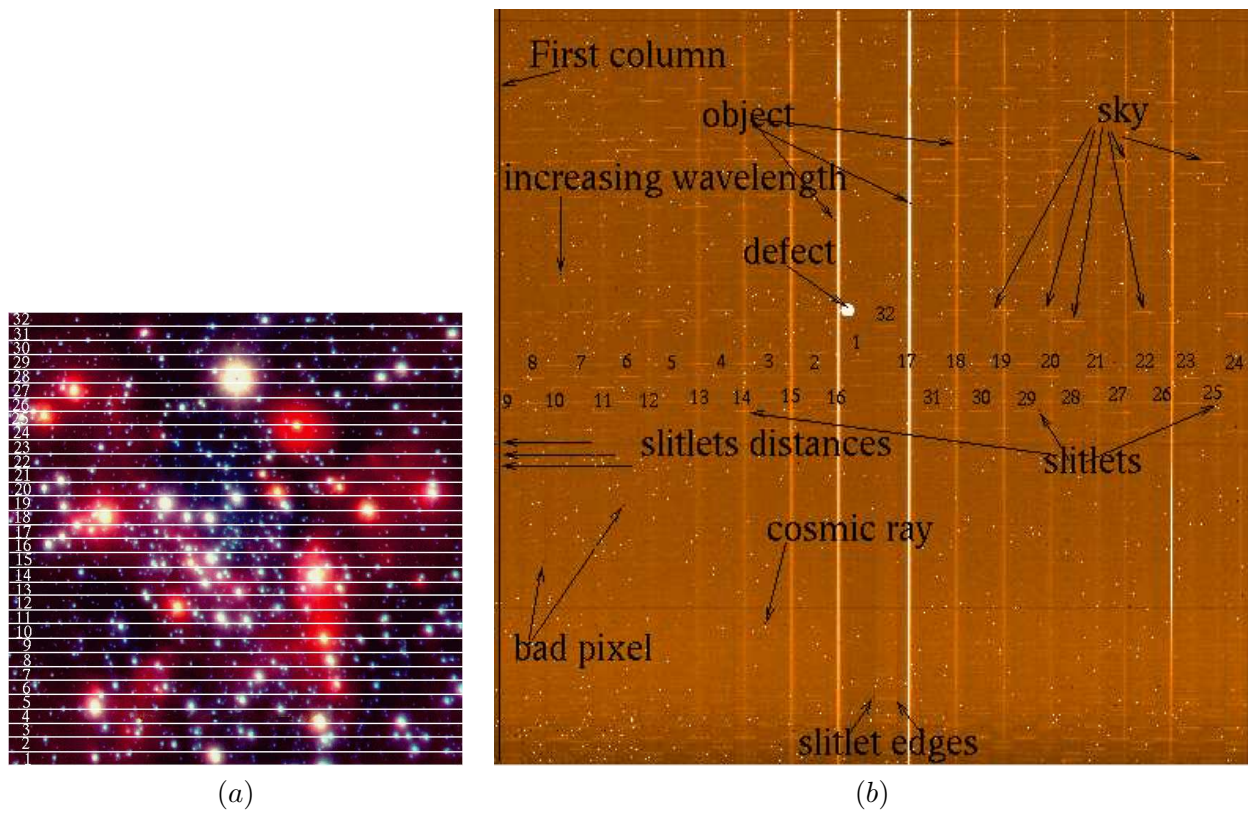 32
31
30
29
28
27
26
25
24
23
22
21
20
19
18
17
16
15
14
13
12
11
10
9
8
7
6
5
4
3
2
1
(a)
First column
object
sky
increasing wavelength
defect
32
1
8 7 6 5 4 3 2 17 18 19 20 21 22 23 24
9 10 11 12 13 14 15 16 31 30 29 28 27 26 25
slitlets distances
slitlets
cosmic ray
bad pixel
slitlet edges
(b)